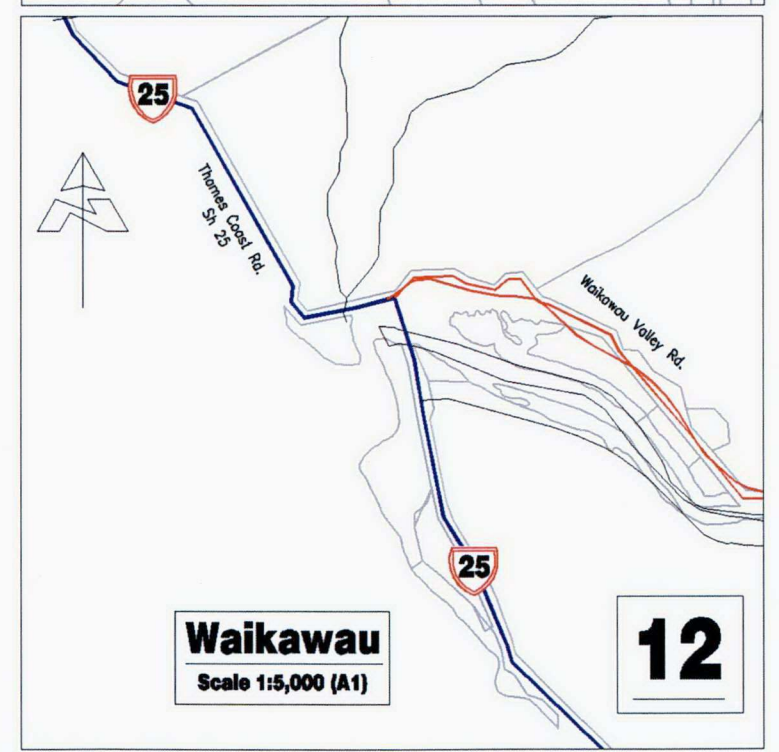 25
Thames Coast Rd.
Sh 25
Waikawau Valley Rd.
25
Waikawau
Scale 1:5,000 (A1)
12